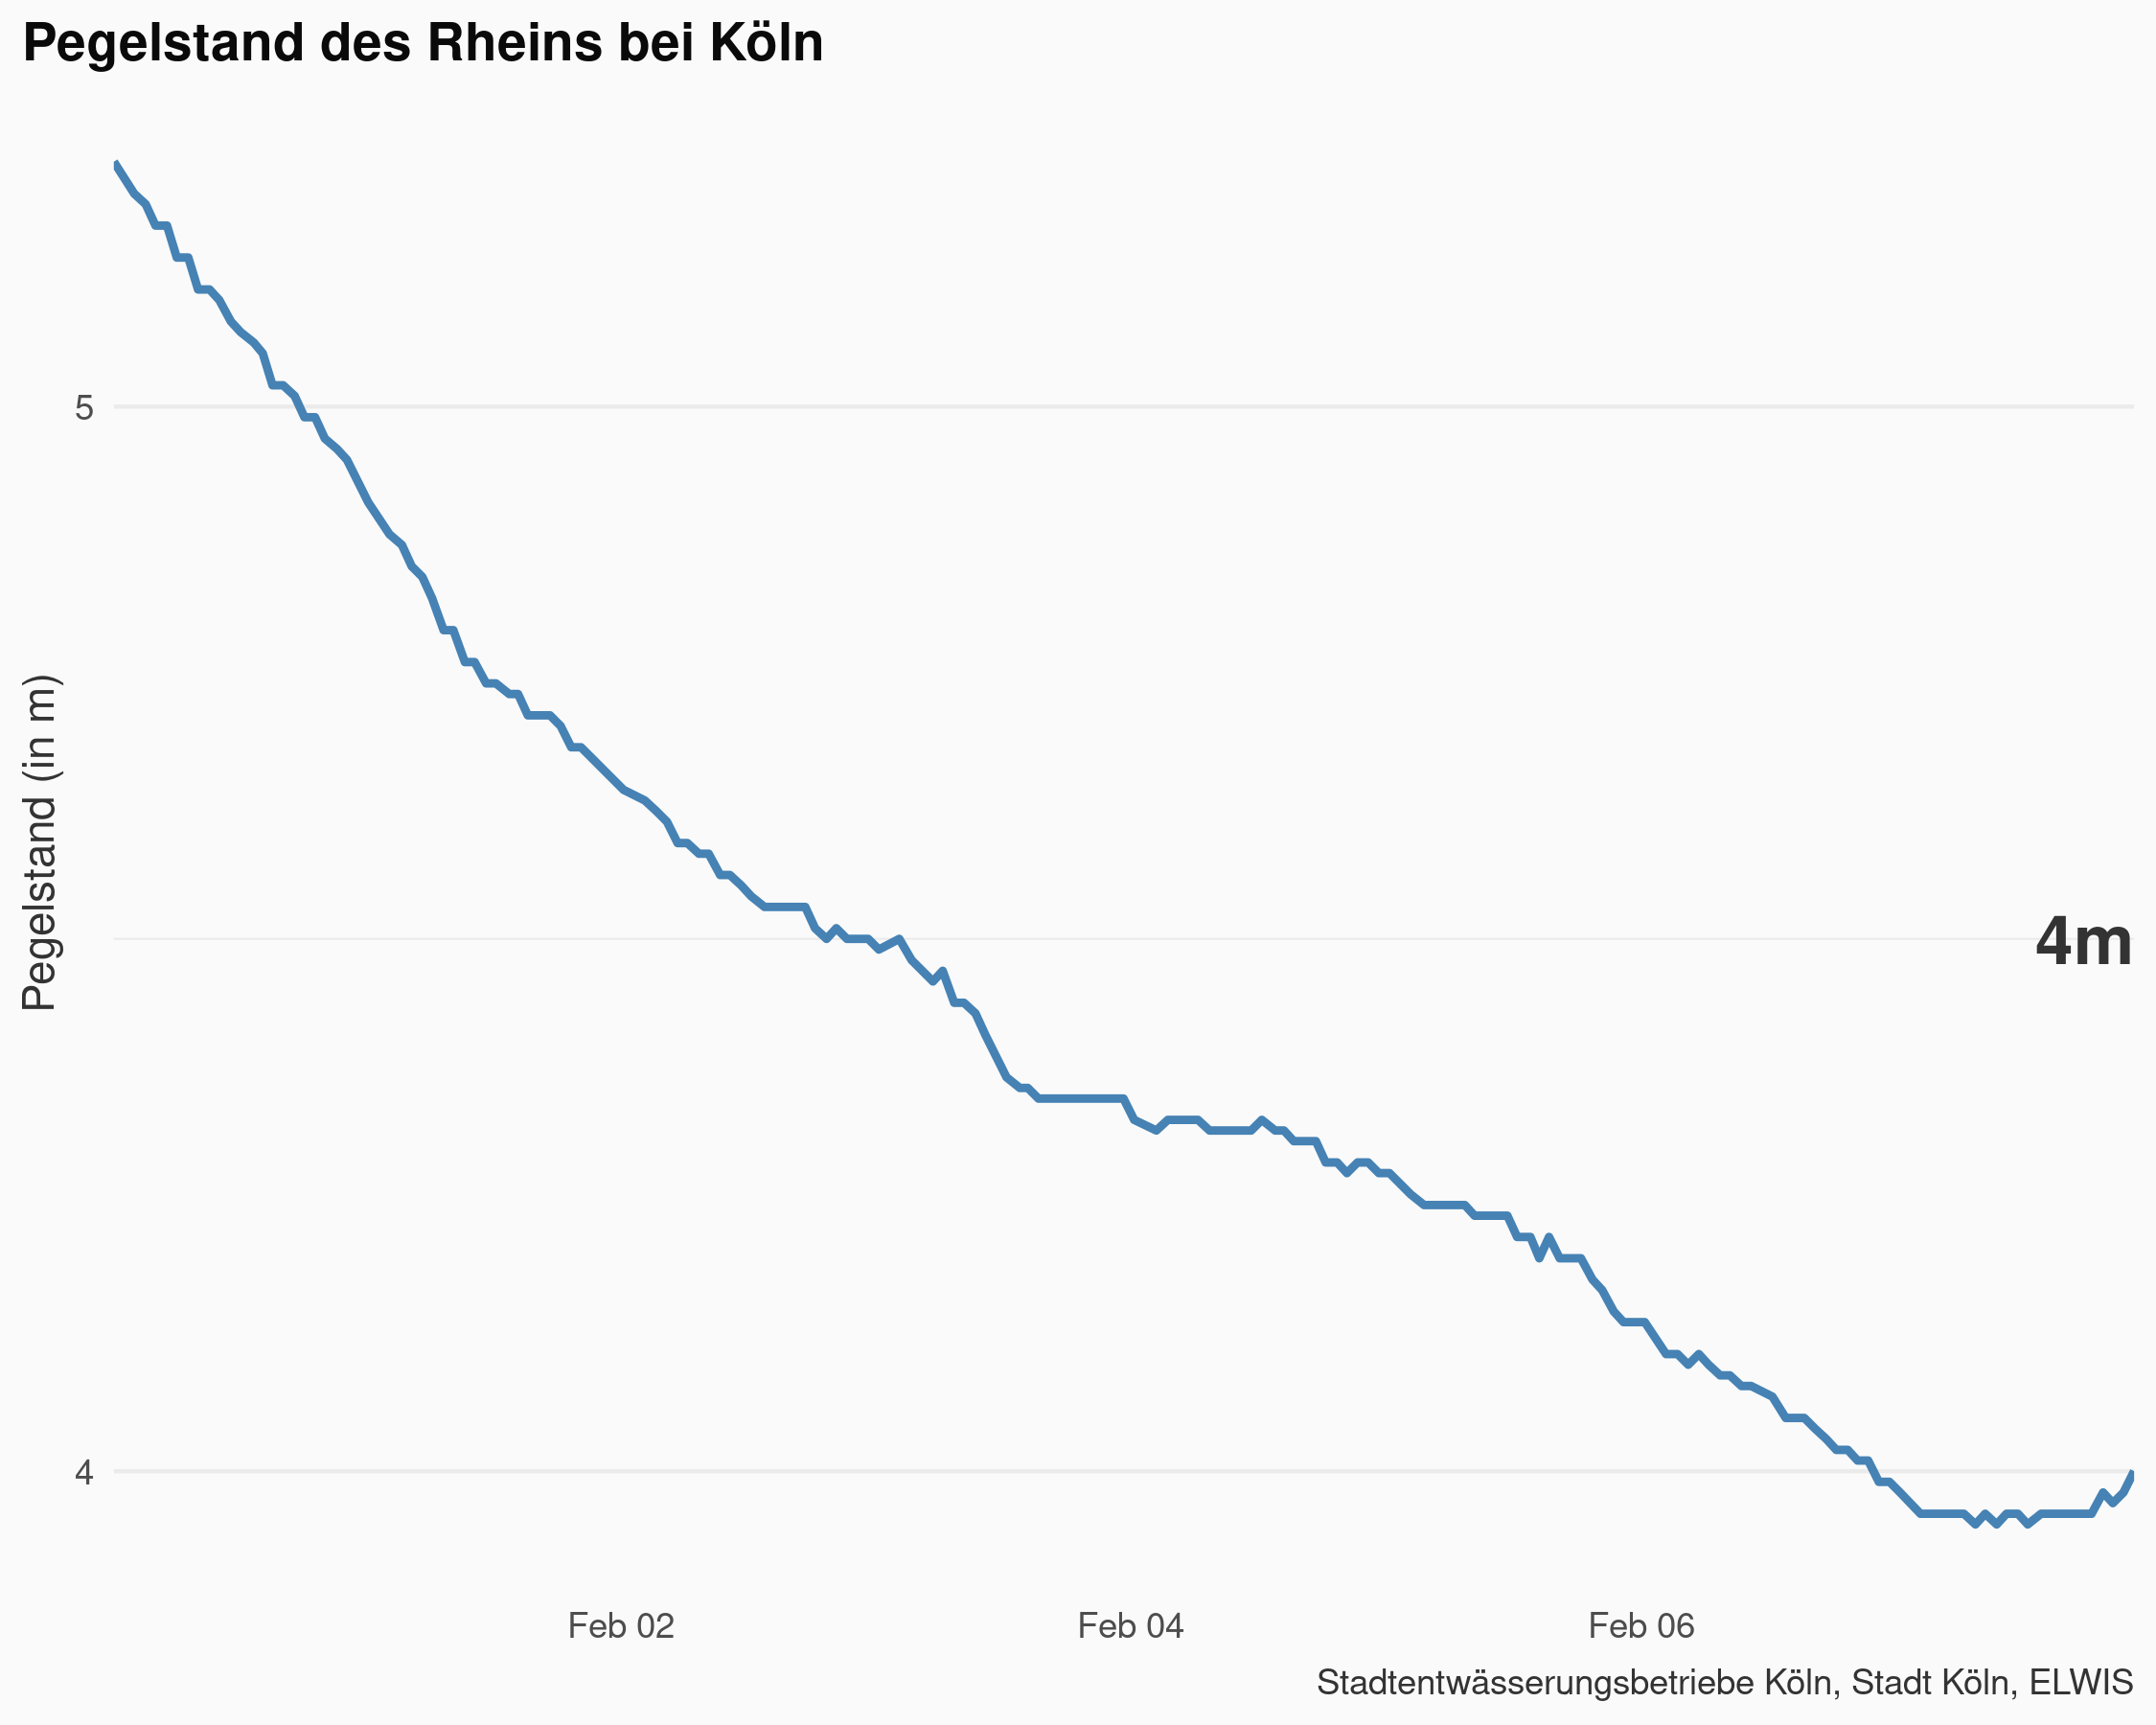 Pegelstand des Rheins bei Köln
Pegelstand (in m)
5
4m
4
Feb 02
Feb 04
Feb 06
Stadtentwässerungsbetriebe Köln, Stadt Köln, ELWIS